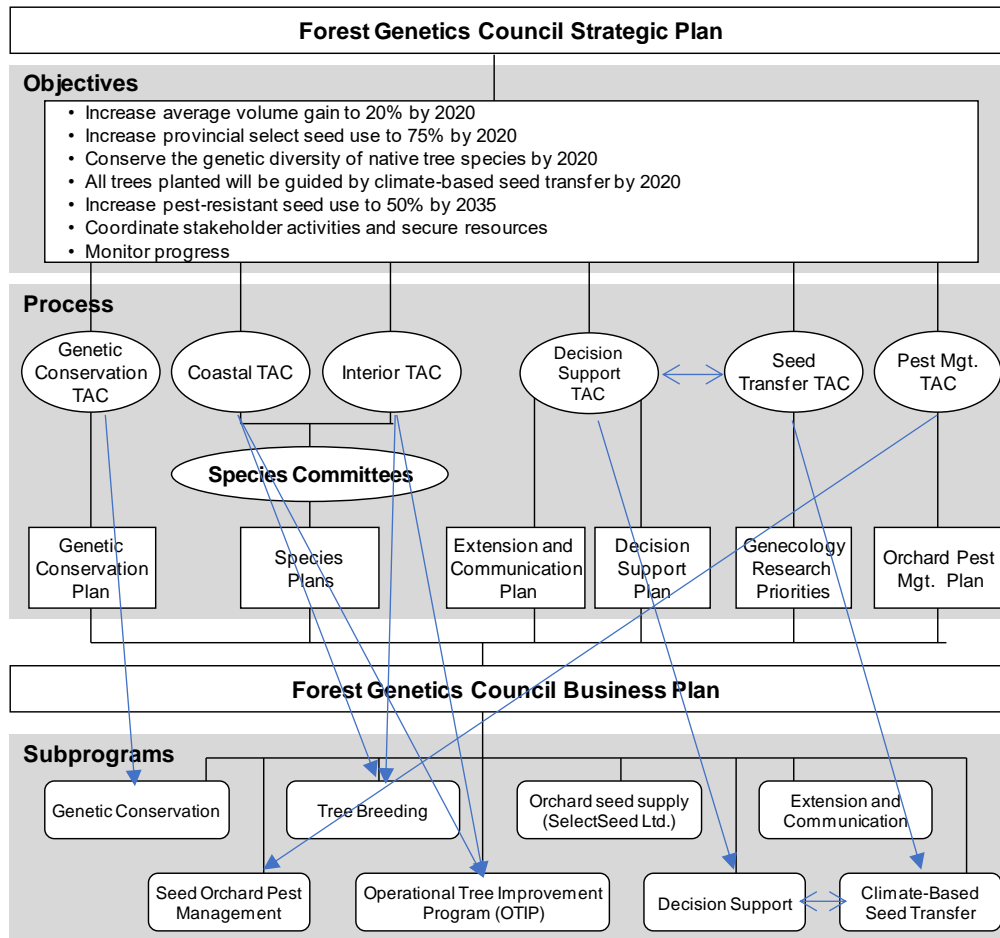 Forest Genetics Council Strategic Plan
Objectives
• Increase average volume gain to 20% by 2020
• Increase provincial select seed use to 75% by 2020
• Conserve the genetic diversity of native tree species by 2020
• All trees planted will be guided by climate-based seed transfer by 2020
• Increase pest-resistant seed use to 50% by 2035
• Coordinate stakeholder activities and secure resources
• Monitor progress
Process
Genetic
Conservation
TAC
Coastal TAC
Interior TAC
Decision
Support
TAC
Seed
Transfer TAC
Pest Mgt.
TAC
Species Committees
Genetic
Conservation
Plan
Species
Plans
Extension and
Communication
Plan
Decision
Support
Plan
Genecology
Research
Priorities
Orchard Pest
Mgt. Plan
Forest Genetics Council Business Plan
Subprograms
Genetic Conservation
Tree Breeding
Orchard seed supply
(SelectSeed Ltd.)
Extension and
Communication
Seed Orchard Pest
Management
Operational Tree Improvement
Program (OTIP)
Decision Support
Climate-Based
Seed Transfer